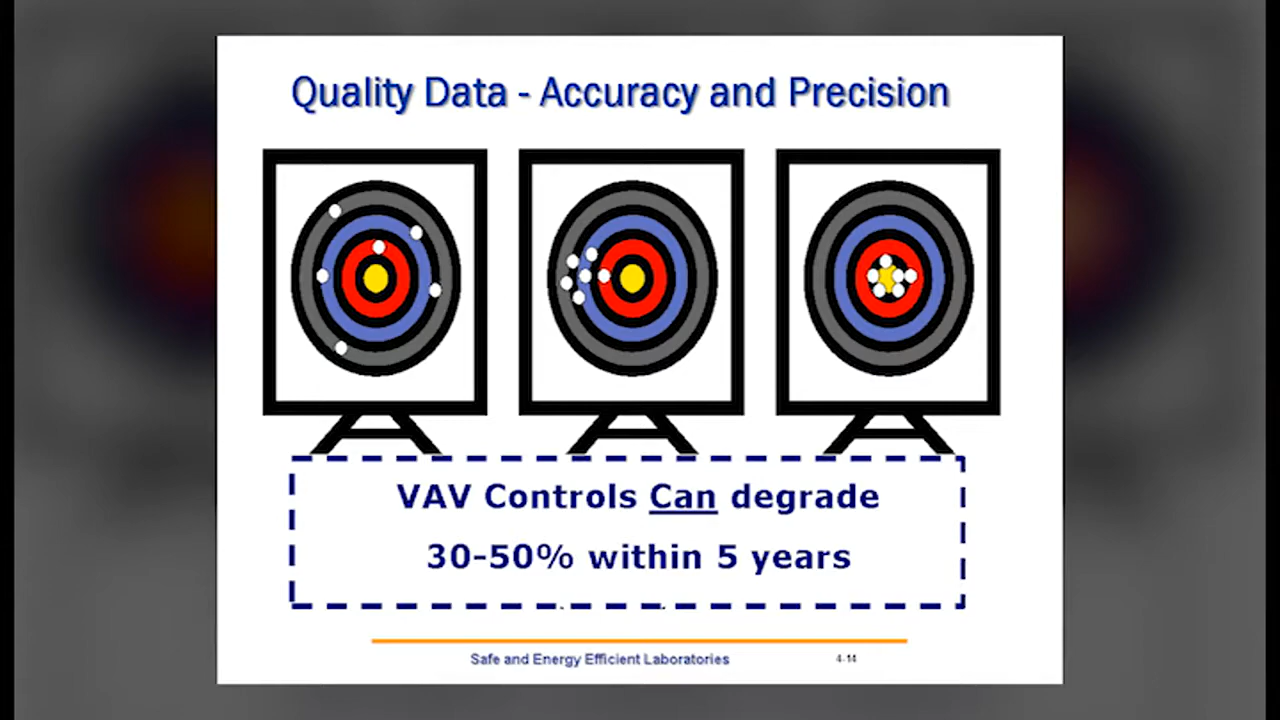 Quality Data - Accuracy and Precision
VAV Controls Can degrade
30-50% within 5 years
Safe and Energy Efficient Laboratories
4-14